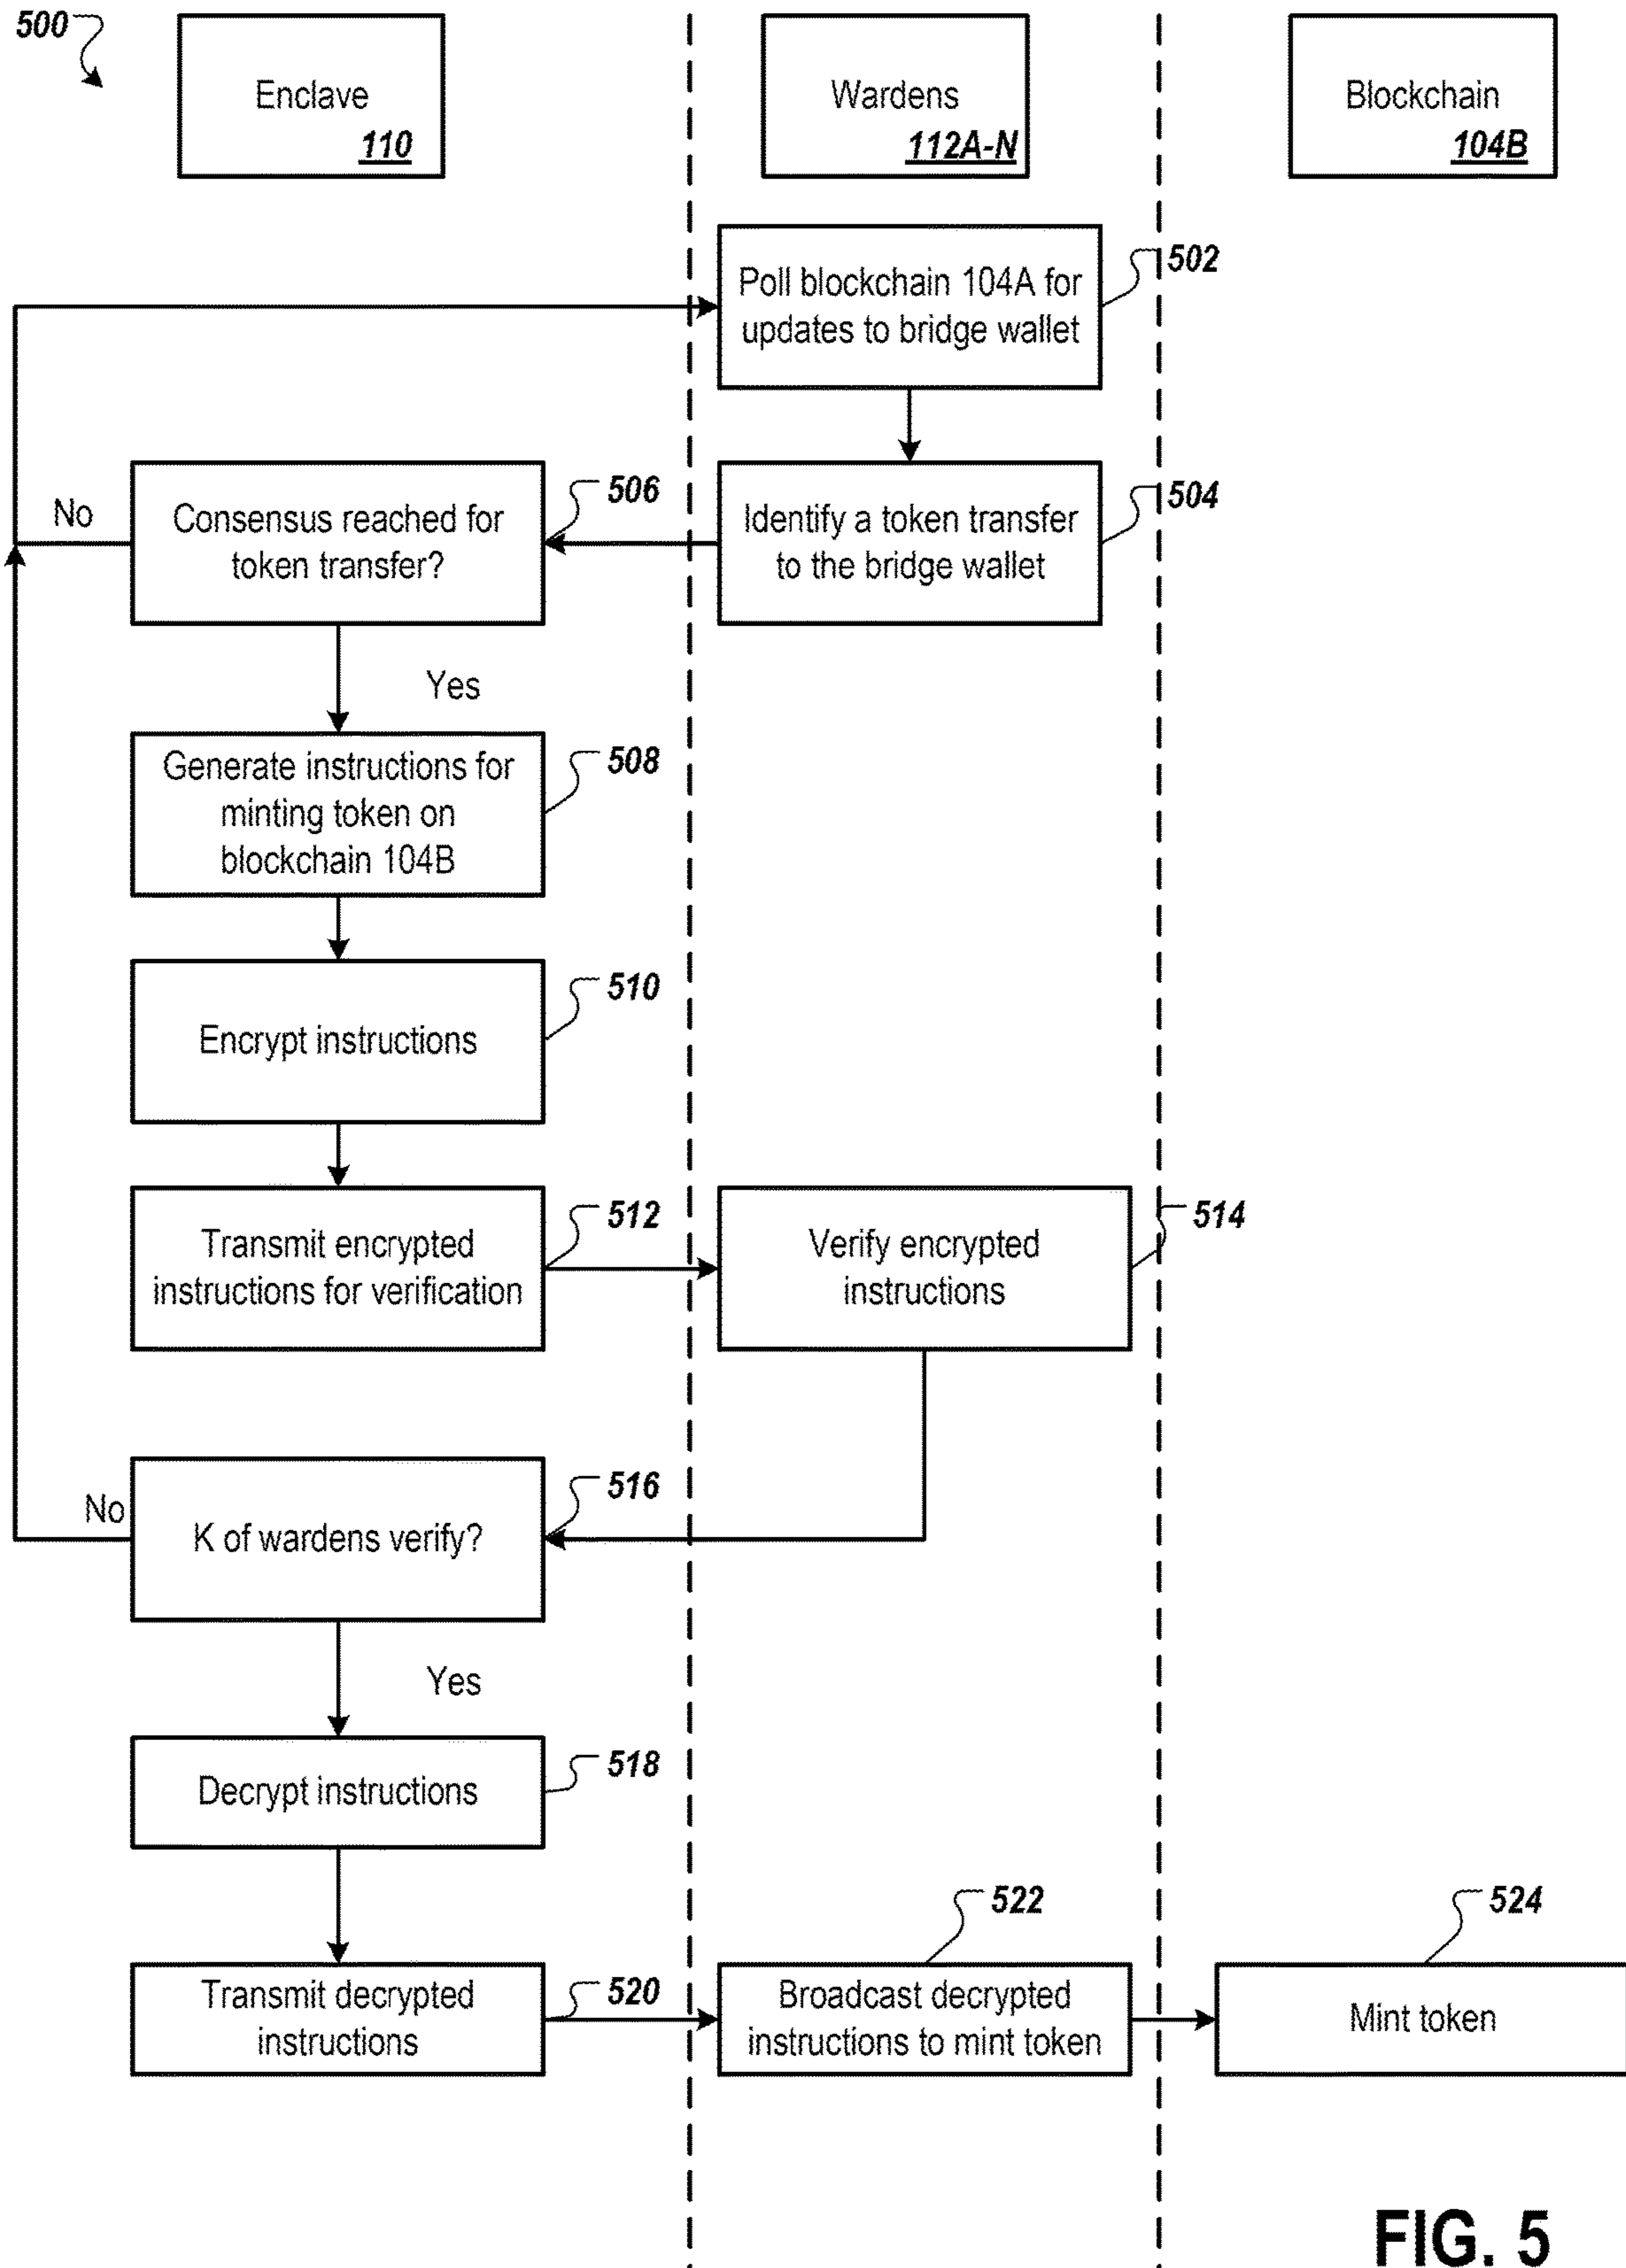 500
Enclave
110
Wardens
112A-N
Blockchain
104B
Poll blockchain 104A for
updates to bridge wallet
502
Identify a token transfer
to the bridge wallet
504
Consensus reached for
token transfer?
506
No
Yes
Generate instructions for
minting token on
blockchain 104B
508
Encrypt instructions
510
Transmit encrypted
instructions for verification
512
Verify encrypted
instructions
514
K of wardens verify?
516
No
Yes
Decrypt instructions
518
Transmit decrypted
instructions
520
Broadcast decrypted
instructions to mint token
522
Mint token
524
FIG. 5